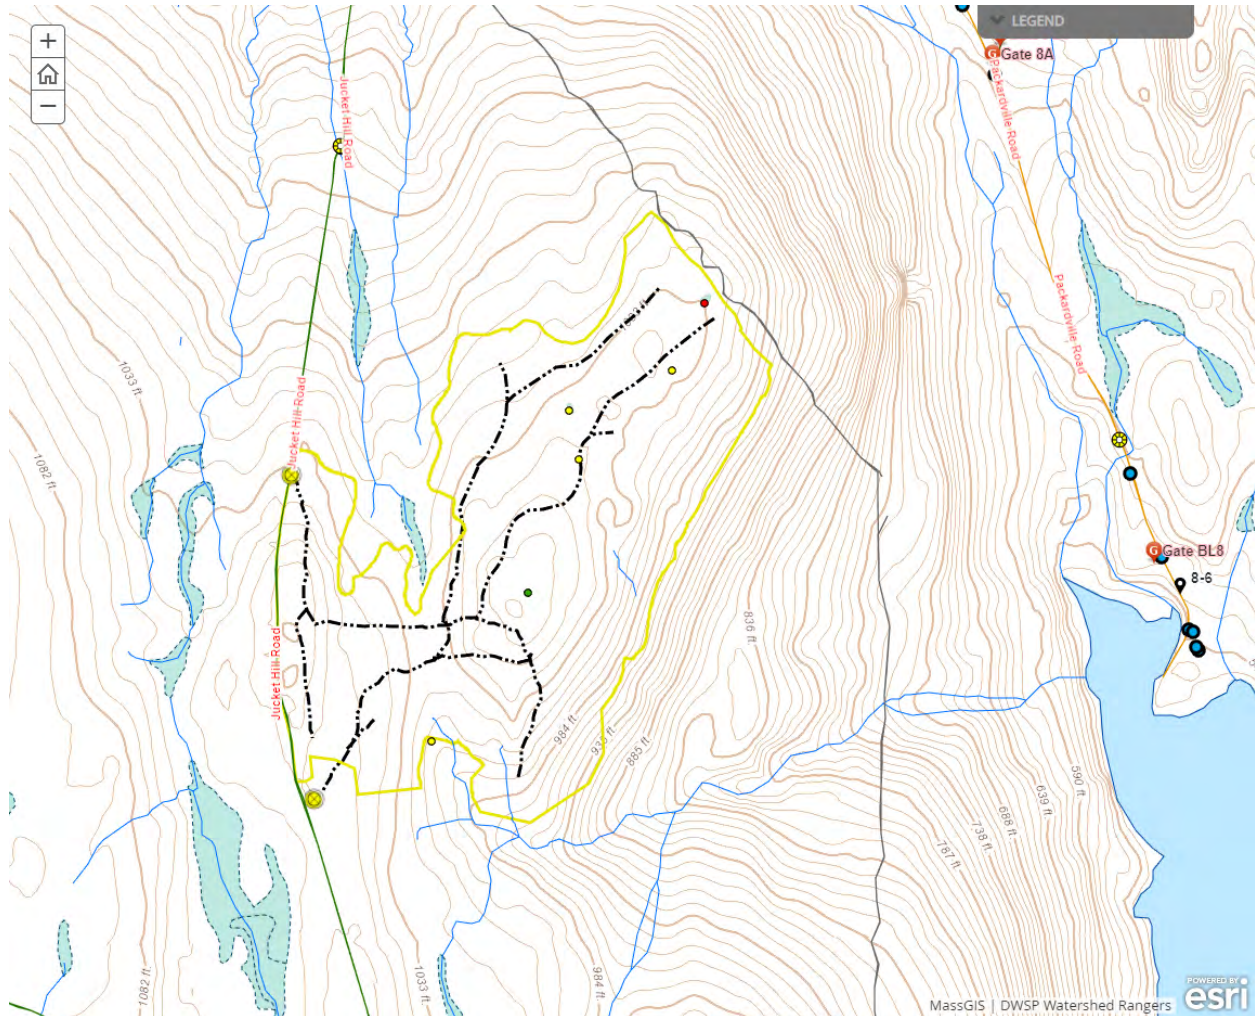 +
−
LEGEND
Gate 8A
Packardville Road
Jucket Hill Road
Packardville Road
1033 ft
Jucket Hill Road
1082 ft
Gate BL8
8-6
836 ft
Jucket Hill Road
984 ft
885 ft
590 ft
639 ft
688 ft
738 ft
787 ft
1082 ft
1033 ft
984 ft
POWERED BY
esri
MassGIS | DWSP Watershed Rangers